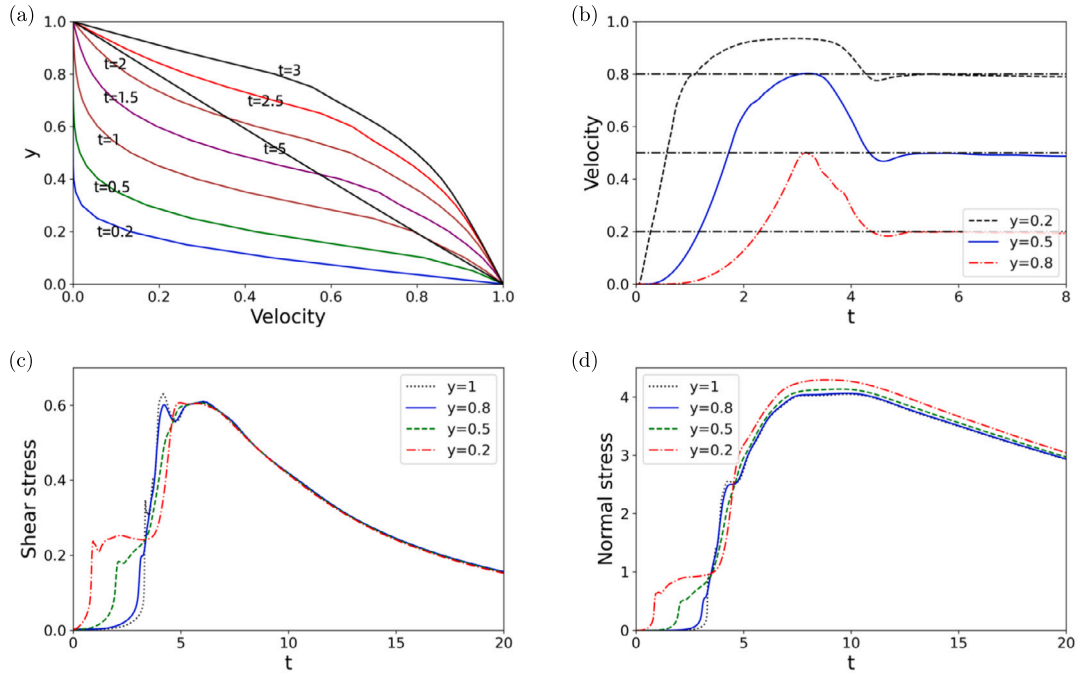 (a)
1.0
0.8
0.6
0.4
0.2
0.0
y
t=3
t=2
t=2.5
t=1.5
t=1
t=5
t=0.5
t=0.2
0.0 0.2 0.4 0.6 0.8 1.0
Velocity
(b)
1.0
0.8
0.6
0.4
0.2
0.0
Velocity
y=0.2
y=0.5
y=0.8
0 2 4 6 8
t
(c)
0.6
0.4
0.2
0.0
Shear stress
y=1
y=0.8
y=0.5
y=0.2
0 5 10 15 20
t
(d)
4
3
2
1
0
Normal stress
y=1
y=0.8
y=0.5
y=0.2
0 5 10 15 20
t